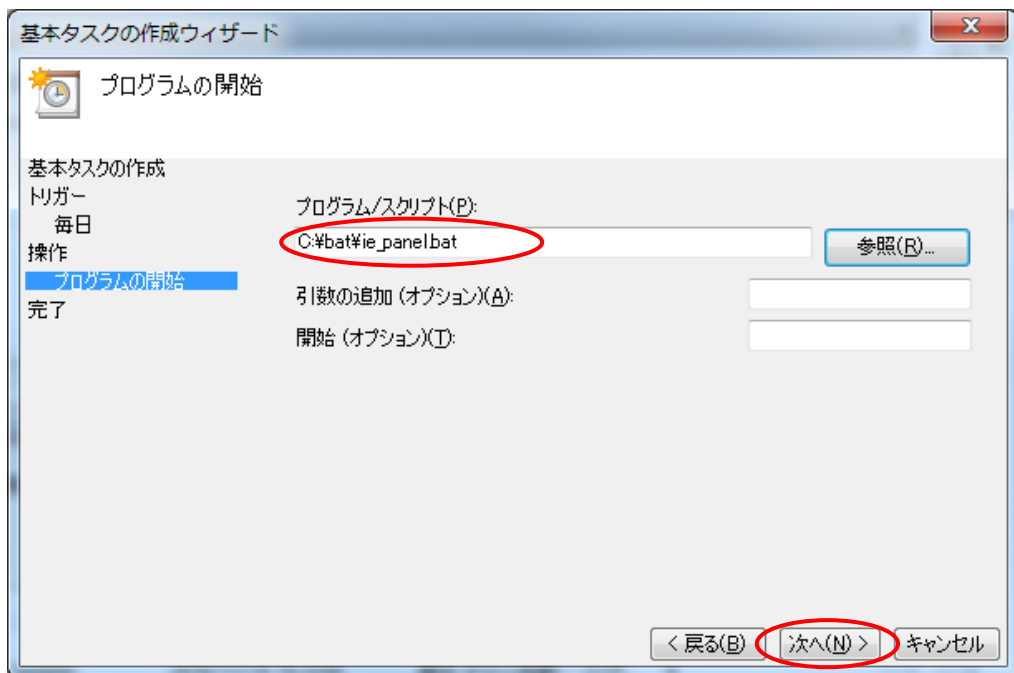 基本タスクの作成ウィザード
プログラムの開始
基本タスクの作成
トリガー
毎日
操作
プログラムの開始
完了
プログラム/スクリプト(P):
C:¥bat¥ie_panel.bat
参照(R)...
引数の追加 (オプション)(A):
開始 (オプション)(T):
< 戻る(B)
次へ(N) >
キャンセル